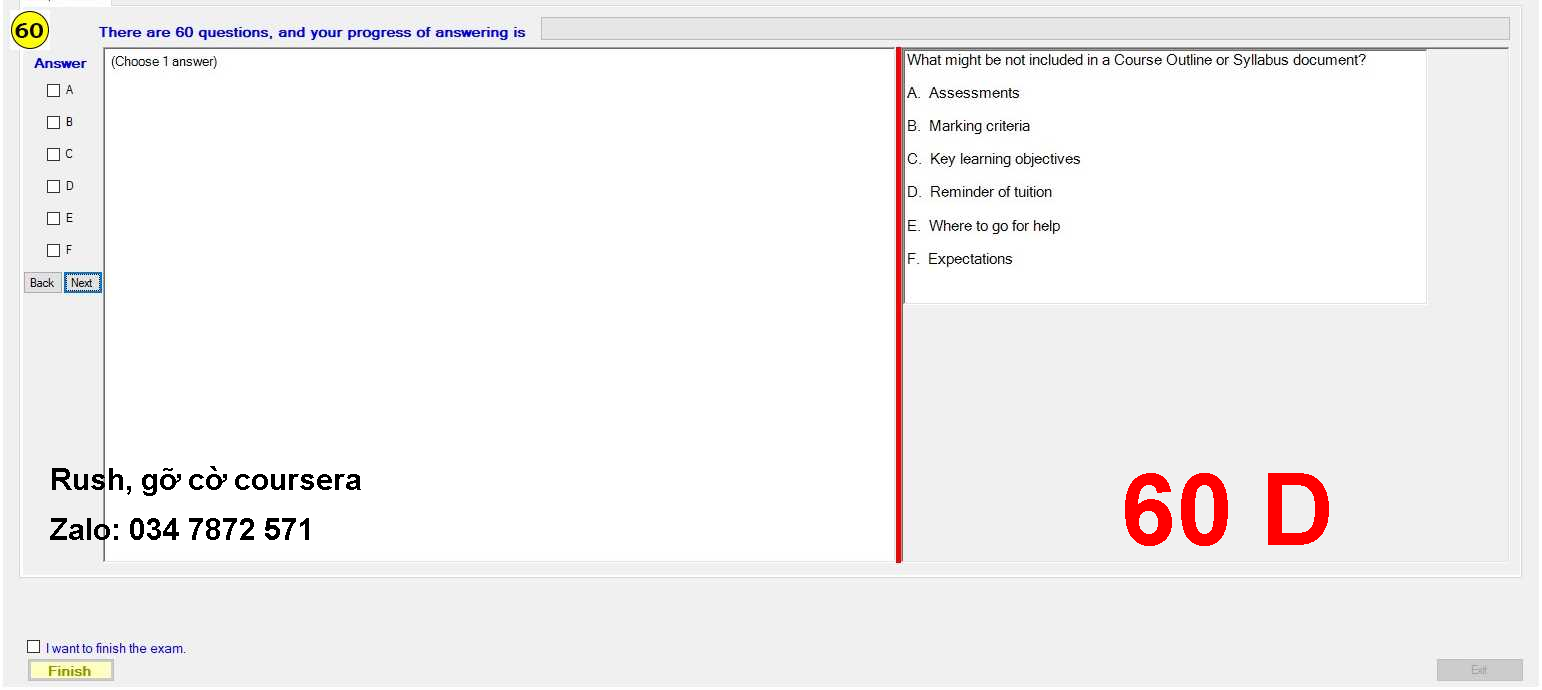 60
There are 60 questions, and your progress of answering is
Answer
(Choose 1 answer)
A
B
C
D
E
F
Back
Next
What might be not included in a Course Outline or Syllabus document?
A. Assessments
B. Marking criteria
C. Key learning objectives
D. Reminder of tuition
E. Where to go for help
F. Expectations
Rush, gỡ cờ coursera
Zalo: 034 7872 571
60 D
I want to finish the exam.
Finish
Exit